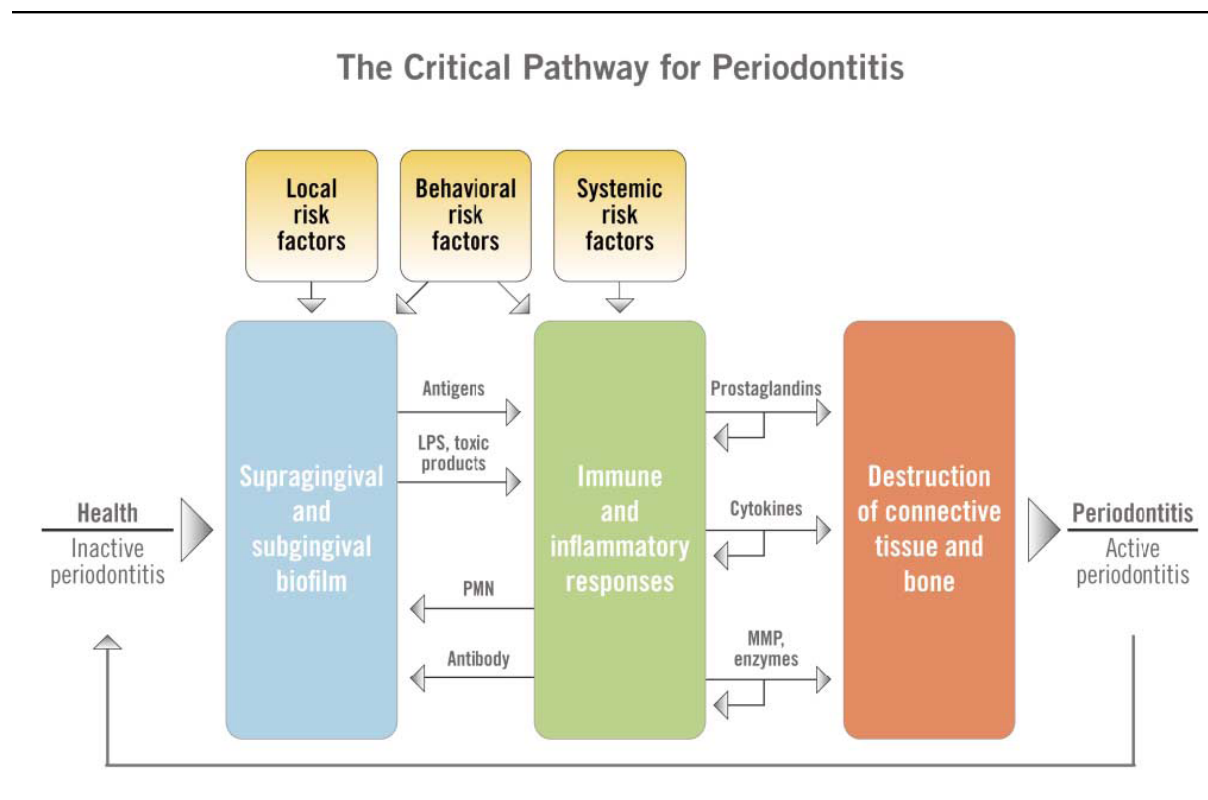 The Critical Pathway for Periodontitis
Local
risk
factors
Behavioral
risk
factors
Systemic
risk
factors
Health
Inactive
periodontitis
Supragingival
and
subgingival
biofilm
Antigens
LPS, toxic
products
PMN
Antibody
Immune
and
inflammatory
responses
Prostaglandins
Cytokines
MMP,
enzymes
Destruction
of connective
tissue and
bone
Periodontitis
Active
periodontitis